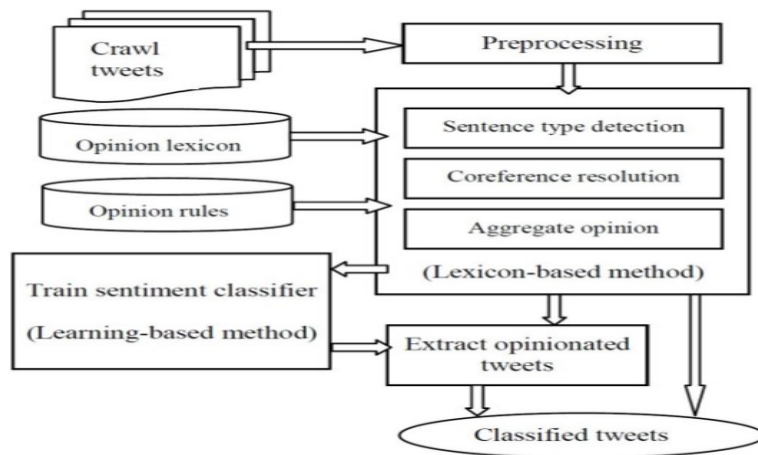 Crawl
tweets
Preprocessing
Opinion lexicon
Sentence type detection
Coreference resolution
Opinion rules
Aggregate opinion
(Lexicon-based method)
Train sentiment classifier
(Learning-based method)
Extract opinionated
tweets
Classified tweets